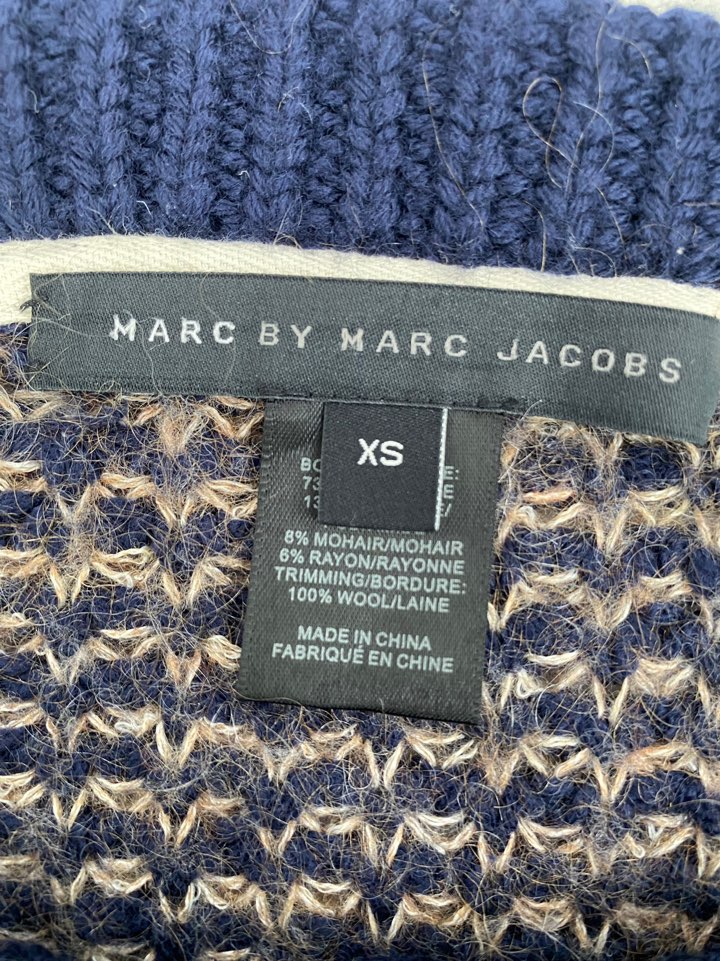 MARC BY MARC JACOBS
XS
8% MOHAIR/MOHAIR
6% RAYON/RAYONNE
TRIMMING/BORDURE:
100% WOOL/LAINE
MADE IN CHINA
FABRIQUÉ EN CHINE